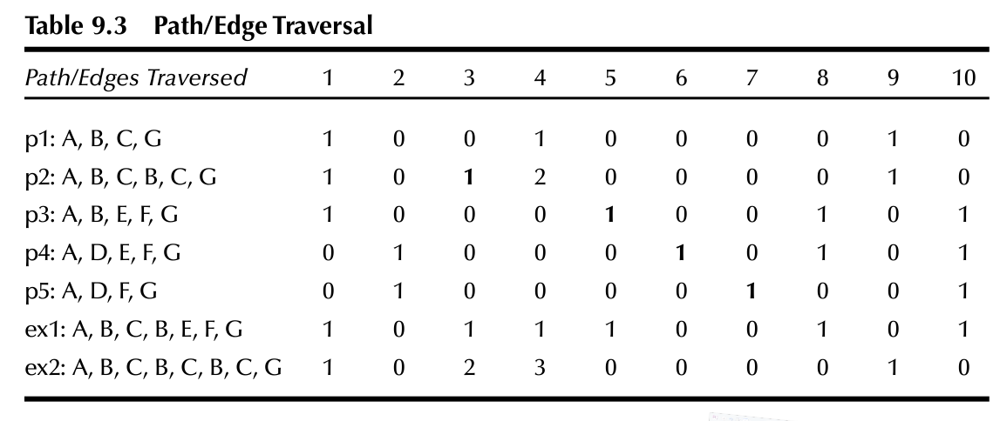 Table 9.3 Path/Edge Traversal
Path/Edges Traversed 1 2 3 4 5 6 7 8 9 10
p1: A, B, C, G 1 0 0 1 0 0 0 0 1 0
p2: A, B, C, B, C, G 1 0 1 2 0 0 0 0 1 0
p3: A, B, E, F, G 1 0 0 0 1 0 0 1 0 1
p4: A, D, E, F, G 0 1 0 0 0 1 0 1 0 1
p5: A, D, F, G 0 1 0 0 0 0 1 0 0 1
ex1: A, B, C, B, E, F, G 1 0 1 1 1 0 0 1 0 1
ex2: A, B, C, B, C, B, C, G 1 0 2 3 0 0 0 0 1 0